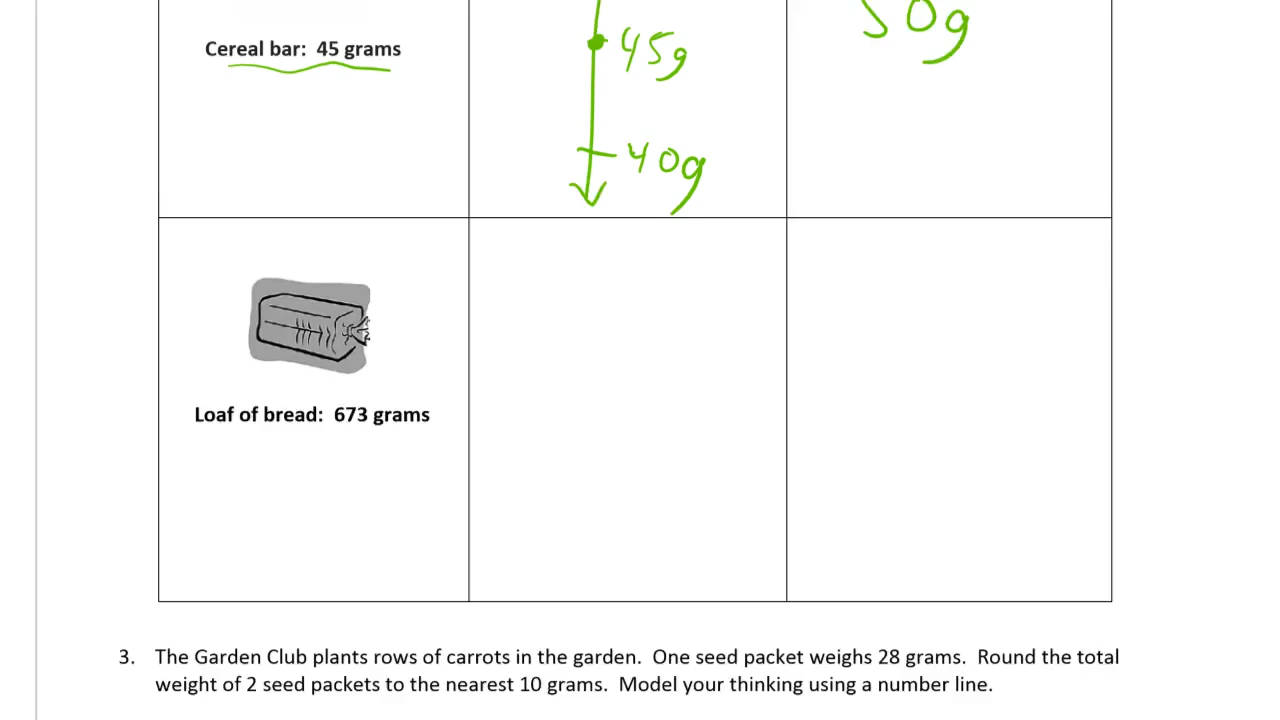 50g
Cereal bar: 45 grams
45g
40g
Loaf of bread: 673 grams
3. The Garden Club plants rows of carrots in the garden. One seed packet weighs 28 grams. Round the total
weight of 2 seed packets to the nearest 10 grams. Model your thinking using a number line.